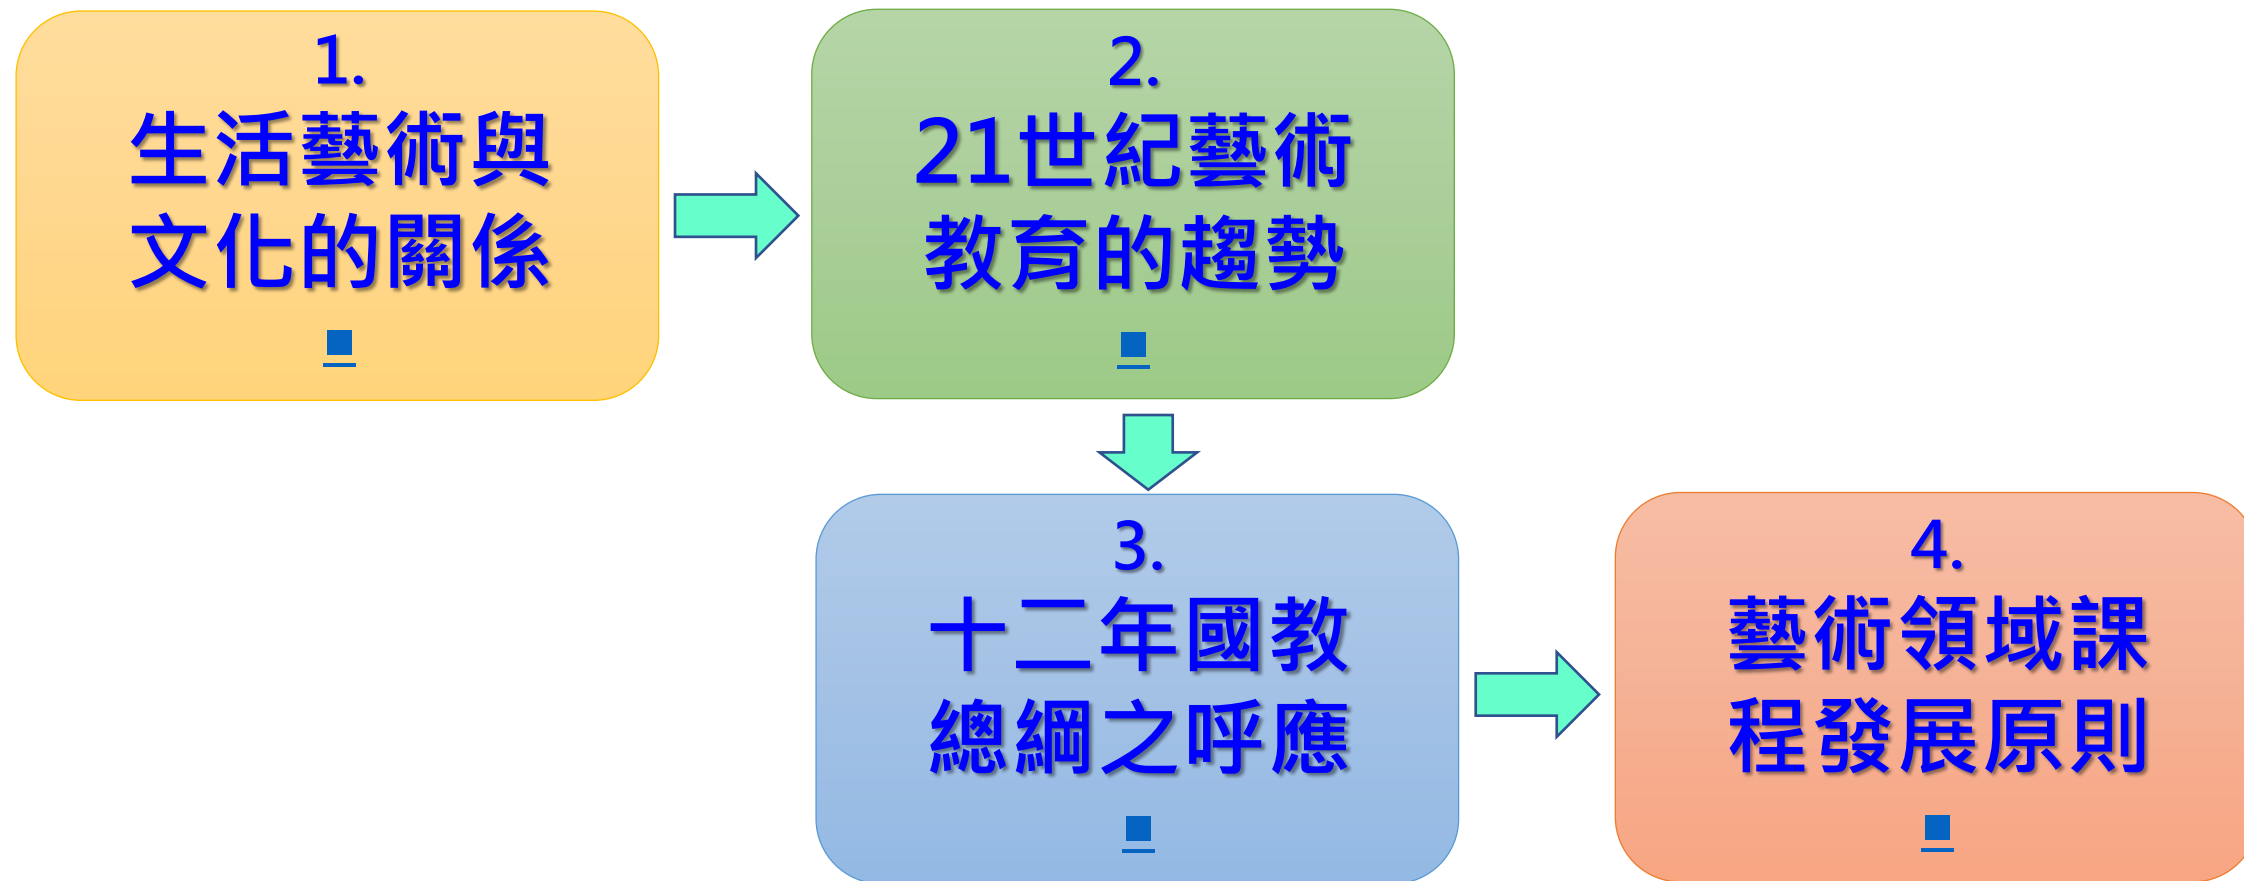 1.
生活藝術與
文化的關係
2.
21世紀藝術
教育的趨勢
3.
十二年國教
總綱之呼應
4.
藝術領域課
程發展原則